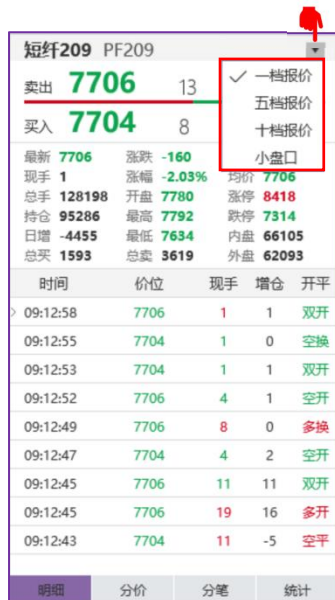 短纤209 PF209
卖出 7706 13
✓ 一档报价
五档报价
买入 7704 8
十档报价
小盘口
最新 7706 涨跌 -160
现手 1 涨幅 -2.03% 均价 7706
总手 128198 开盘 7780 涨停 8418
持仓 95286 最高 7792 跌停 7314
日增 -4455 最低 7634 内盘 66105
总买 1593 总卖 3619 外盘 62093
时间 价位 现手 增仓 开平
09:12:58 7706 1 1 双开
09:12:55 7704 1 0 空换
09:12:53 7704 1 1 双开
09:12:52 7706 4 1 空开
09:12:49 7706 8 0 多换
09:12:47 7704 4 2 空开
09:12:45 7706 11 11 双开
09:12:45 7706 19 16 多开
09:12:43 7704 11 -5 空平
明细 分价 分笔 统计